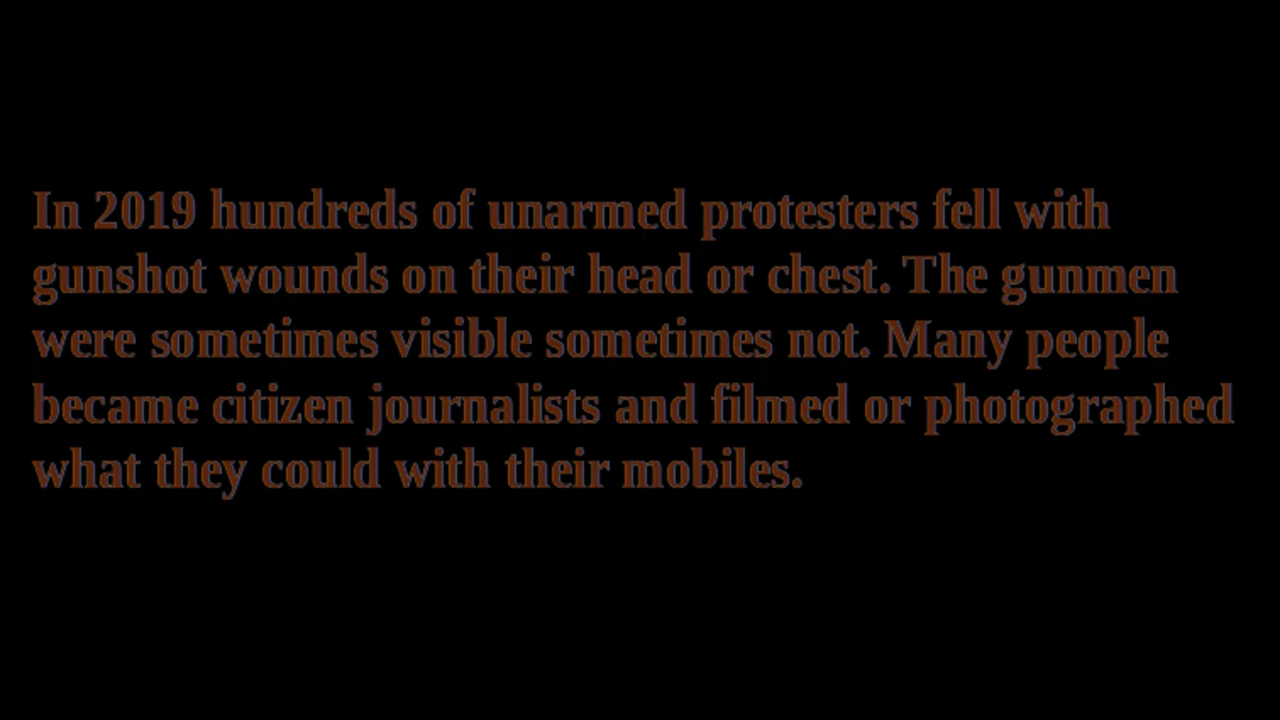 In 2019 hundreds of unarmed protesters fell with
gunshot wounds on their head or chest. The gunmen
were sometimes visible sometimes not. Many people
became citizen journalists and filmed or photographed
what they could with their mobiles.